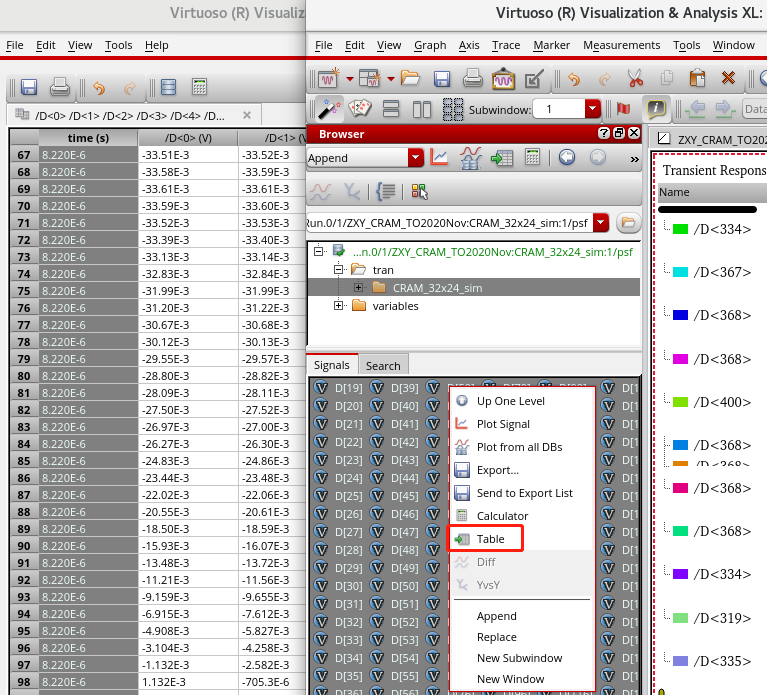 Virtuoso (R) Visualiza
File Edit View Tools Help
/D<0> /D<1> /D<2> /D<3> /D<4> /D...
time (s) /D<0> (V) /D<1> (V
67 8.220E-6 -33.51E-3 -33.52E-3
68 8.220E-6 -33.58E-3 -33.59E-3
69 8.220E-6 -33.61E-3 -33.61E-3
70 8.220E-6 -33.59E-3 -33.60E-3
71 8.220E-6 -33.52E-3 -33.53E-3
72 8.220E-6 -33.39E-3 -33.40E-3
73 8.220E-6 -33.13E-3 -33.14E-3
74 8.220E-6 -32.83E-3 -32.84E-3
75 8.220E-6 -31.99E-3 -31.99E-3
76 8.220E-6 -31.20E-3 -31.22E-3
77 8.220E-6 -30.67E-3 -30.68E-3
78 8.220E-6 -30.12E-3 -30.13E-3
79 8.220E-6 -29.55E-3 -29.57E-3
80 8.220E-6 -28.80E-3 -28.82E-3
81 8.220E-6 -28.09E-3 -28.11E-3
82 8.220E-6 -27.50E-3 -27.52E-3
83 8.220E-6 -26.97E-3 -27.00E-3
84 8.220E-6 -26.27E-3 -26.30E-3
85 8.220E-6 -24.83E-3 -24.86E-3
86 8.220E-6 -23.44E-3 -23.48E-3
87 8.220E-6 -22.02E-3 -22.06E-3
88 8.220E-6 -20.55E-3 -20.61E-3
89 8.220E-6 -18.50E-3 -18.59E-3
90 8.220E-6 -15.93E-3 -16.07E-3
91 8.220E-6 -13.48E-3 -13.72E-3
92 8.220E-6 -11.21E-3 -11.56E-3
93 8.220E-6 -9.159E-3 -9.655E-3
94 8.220E-6 -6.915E-3 -7.612E-3
95 8.220E-6 -4.908E-3 -5.827E-3
96 8.220E-6 -3.104E-3 -4.258E-3
97 8.220E-6 -1.132E-3 -2.582E-3
98 8.220E-6 1.132E-3 -705.3E-6
Virtuoso (R) Visualization & Analysis XL:
File Edit View Graph Axis Trace Marker Measurements Tools Window
Subwindow: 1 Data
Browser
Append
Run.0/1/ZXY_CRAM_TO2020Nov:CRAM_32x24_sim:1/psf
...n.0/1/ZXY_CRAM_TO2020Nov:CRAM_32x24_sim:1/psf
tran
CRAM_32x24_sim
variables
Signals Search
D[19] D[39]
D[20] D[40]
D[21] D[41]
D[22] D[42]
D[23] D[43]
D[24] D[44]
D[25] D[45]
D[26] D[46]
D[27] D[47]
D[28] D[48]
D[29] D[49]
D[30] D[50]
D[31] D[51]
D[32] D[52]
D[33] D[53]
D[34] D[54]
D[35] D[55]
D[36] D[56]
Up One Level
Plot Signal
Plot from all DBs
Export...
Send to Export List
Calculator
Table
Diff
YvsY
Append
Replace
New Subwindow
New Window
ZXY_CRAM_TO202
Transient Respons
Name
/D<334>
/D<367>
/D<368>
/D<368>
/D<400>
/D<368>
/D<368>
/D<368>
/D<368>
/D<334>
/D<319>
/D<335>